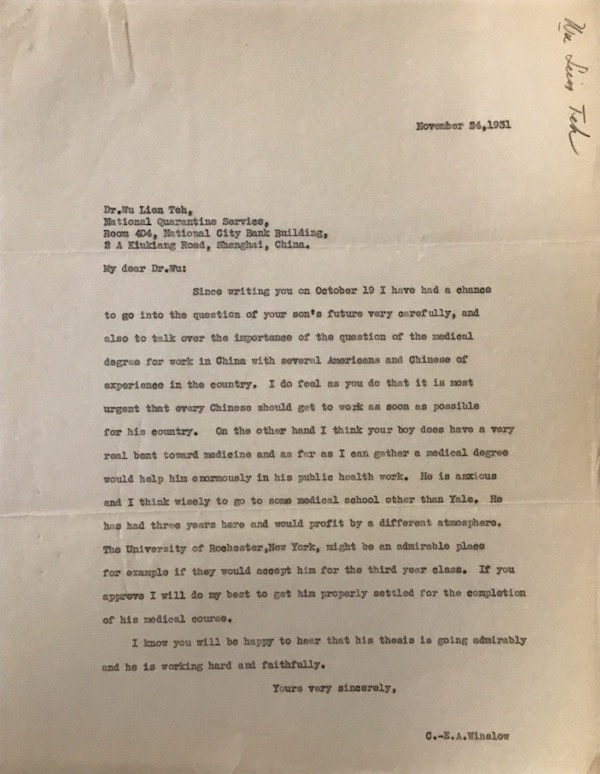 Wu Lien Teh
November 24,1931
Dr.Wu Lien Teh,
National Quarantine Service,
Room 404, National City Bank Building,
2 A Kiukiang Road, Shanghai, China.
My dear Dr.Wu:
Since writing you on October 19 I have had a chance
to go into the question of your son's future very carefully, and
also to talk over the importance of the question of the medical
degree for work in China with several Americans and Chinese of
experience in the country. I do feel as you do that it is most
urgent that every Chinese should get to work as soon as possible
for his country. On the other hand I think your boy does have a very
real bent toward medicine and as far as I can gather a medical degree
would help him enormously in his public health work. He is anxious
and I think wisely to go to some medical school other than Yale. He
has had three years here and would profit by a different atmosphere.
The University of Rochester,New York, might be an admirable place
for example if they would accept him for the third year class. If you
approve I will do my best to get him properly settled for the completion
of his medical course.
I know you will be happy to hear that his thesis is going admirably
and he is working hard and faithfully.
Yours very sincerely,
C.-E.A.Winslow